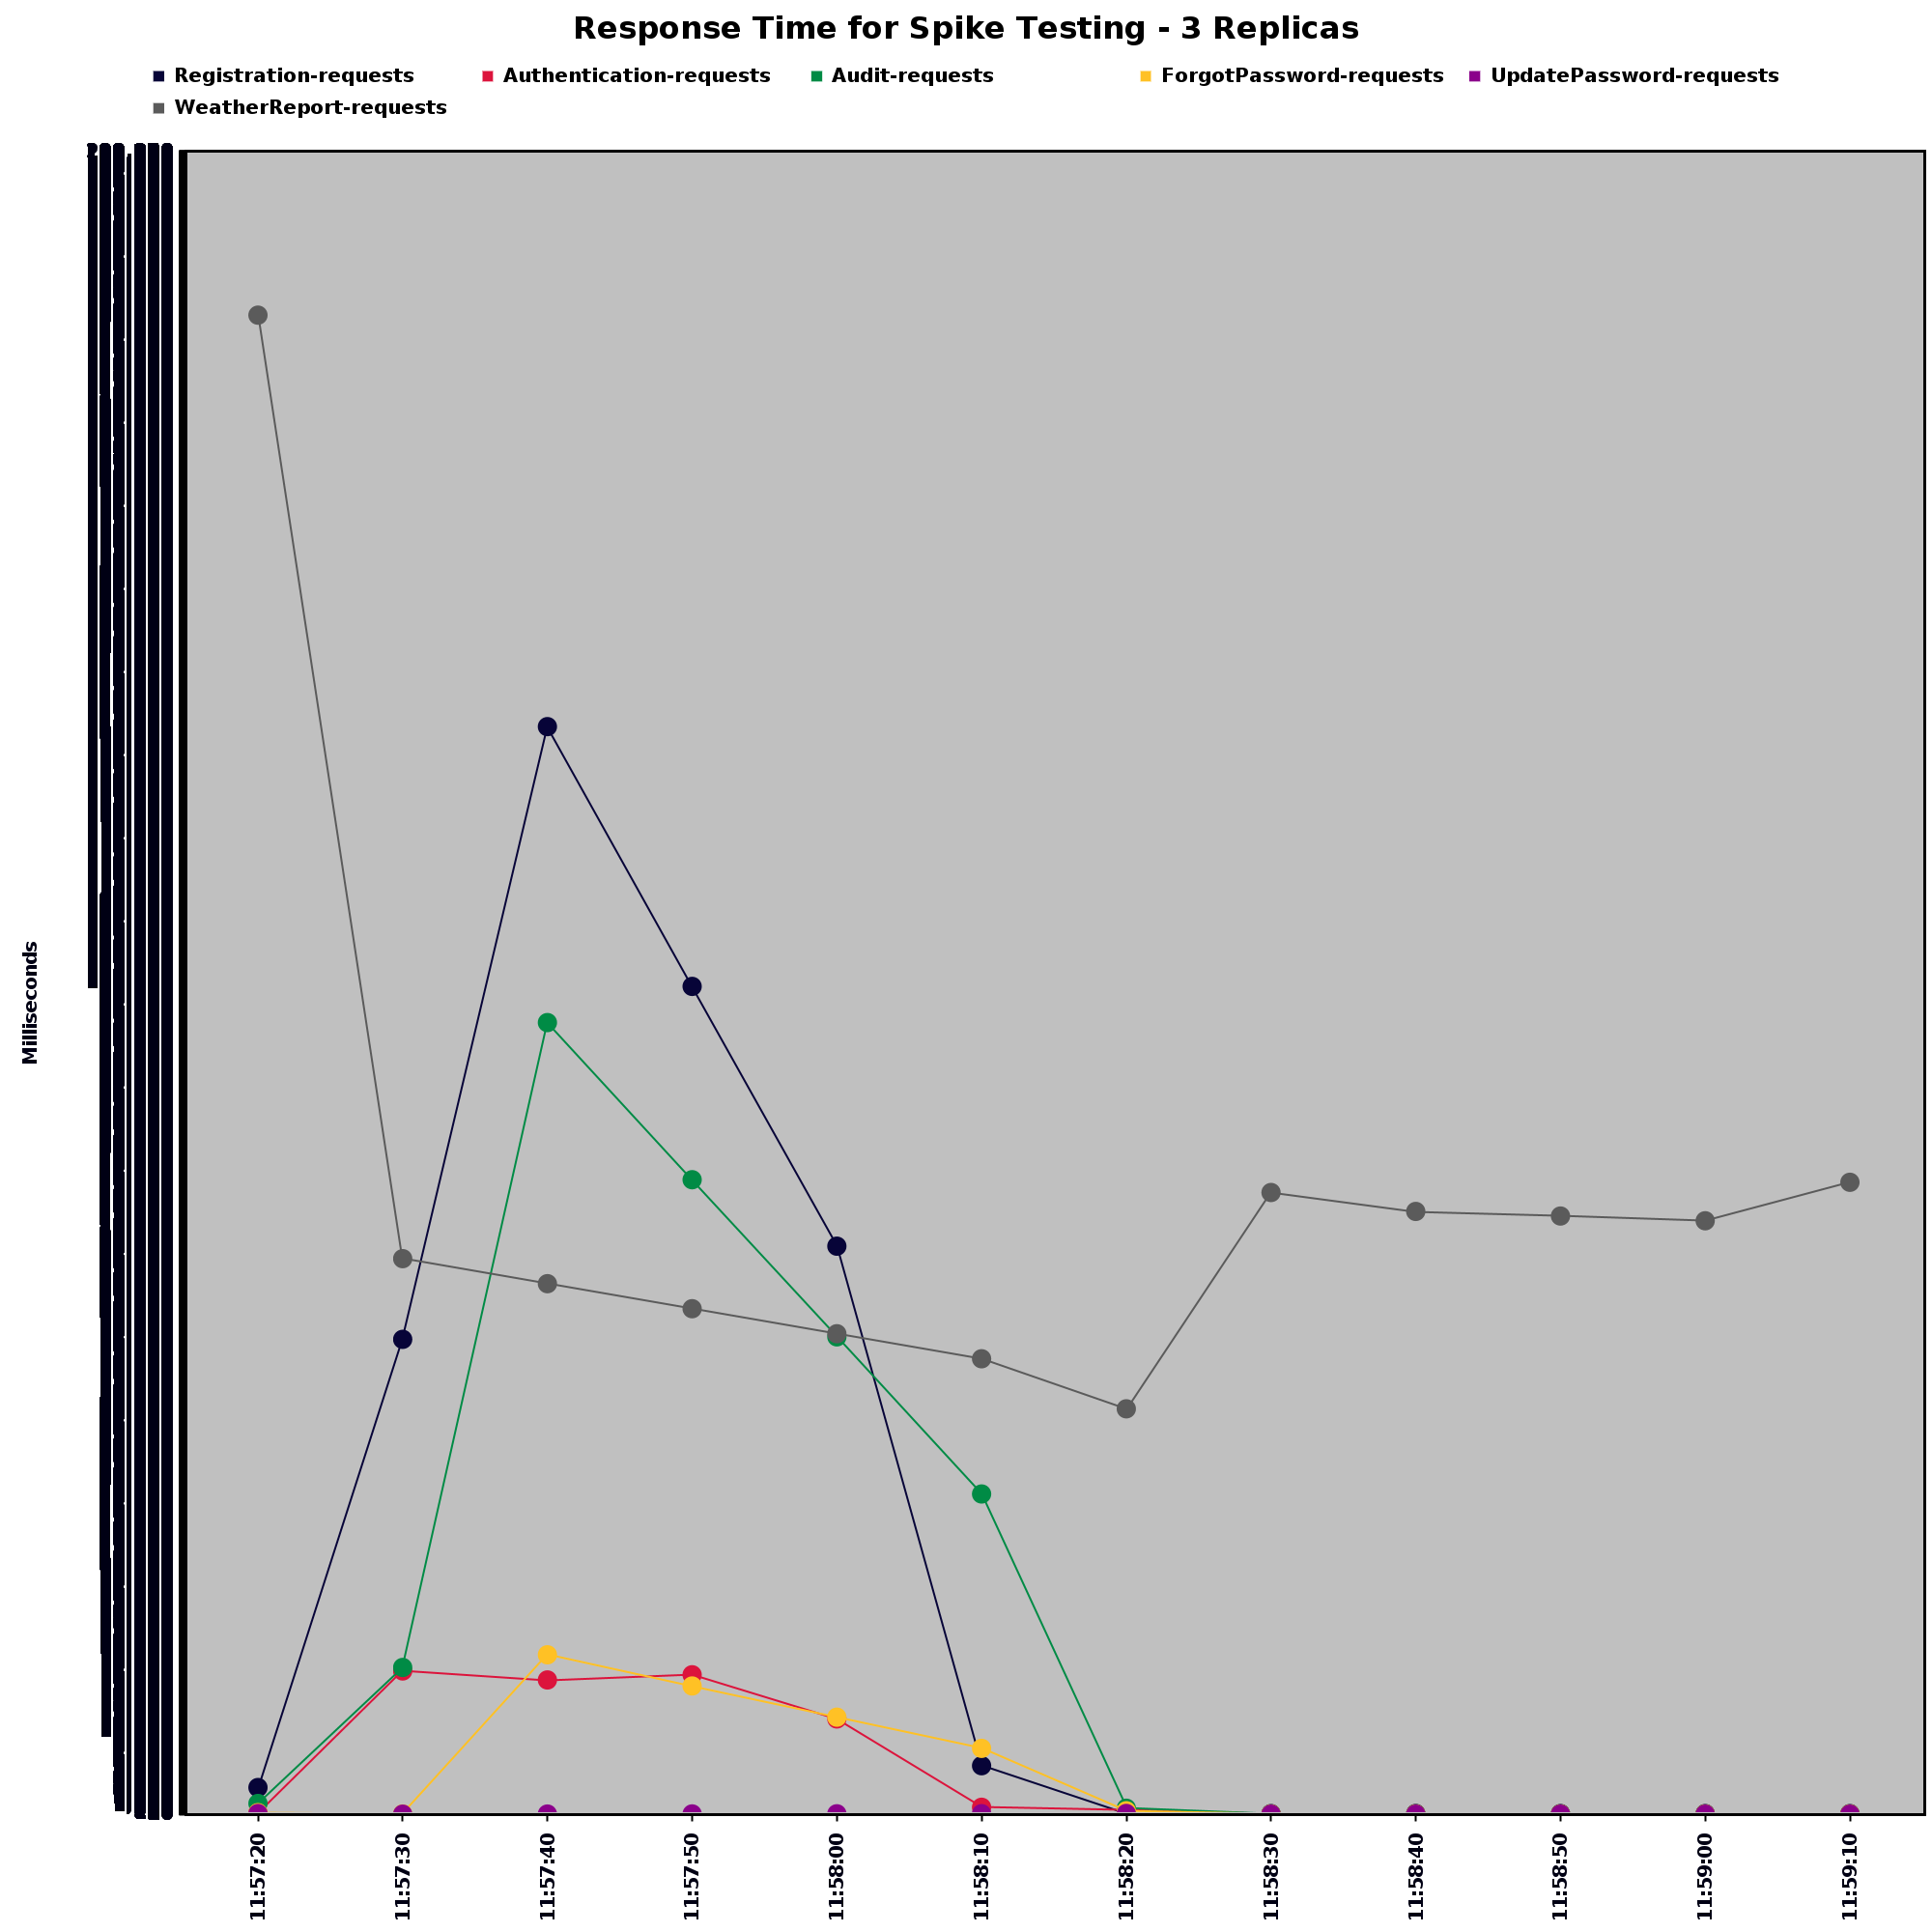 Response Time for Spike Testing - 3 Replicas
Registration-requests Authentication-requests Audit-requests ForgotPassword-requests UpdatePassword-requests
WeatherReport-requests
Milliseconds
11:57:20 11:57:30 11:57:40 11:57:50 11:58:00 11:58:10 11:58:20 11:58:30 11:58:40 11:58:50 11:59:00 11:59:10